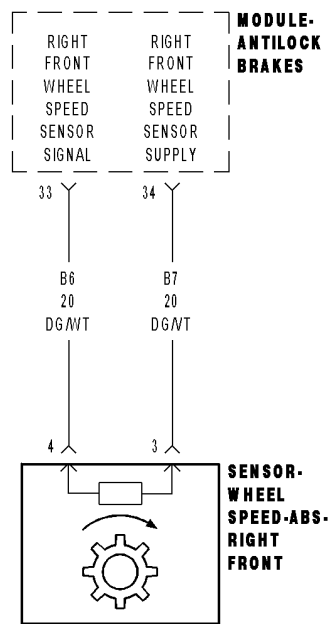 MODULE-
ANTILOCK
BRAKES
RIGHT
FRONT
WHEEL
SPEED
SENSOR
SIGNAL
RIGHT
FRONT
WHEEL
SPEED
SENSOR
SUPPLY
33
34
B6
20
DG/WT
B7
20
DG/VT
4
3
SENSOR-
WHEEL
SPEED-ABS-
RIGHT
FRONT